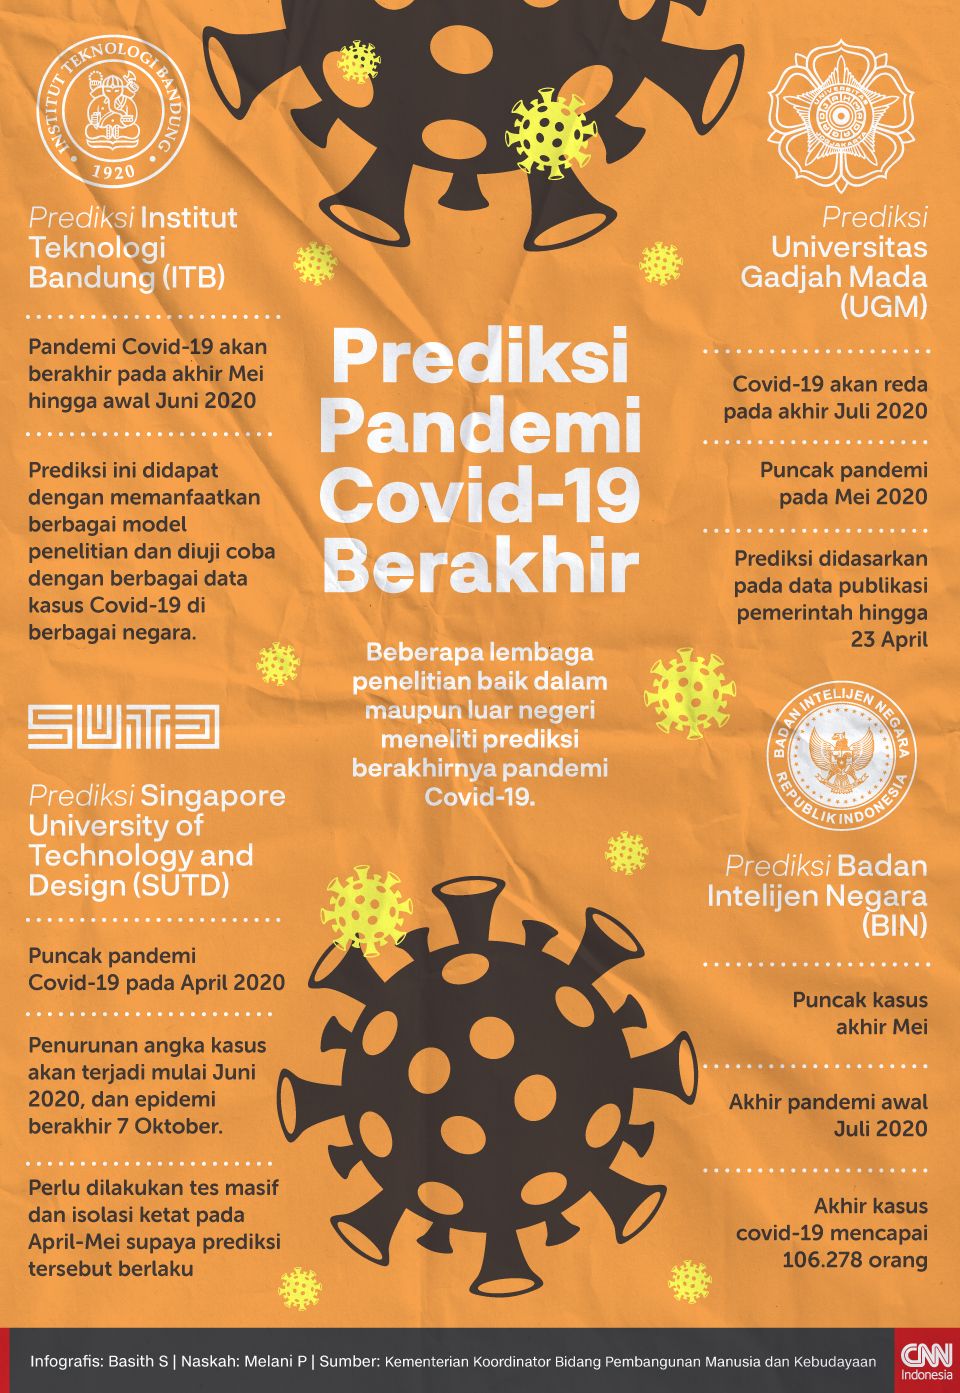 INSTITUT TEKNOLOGI BANDUNG
1920
Prediksi Institut
Teknologi
Bandung (ITB)
Pandemi Covid-19 akan
berakhir pada akhir Mei
hingga awal Juni 2020
Prediksi ini didapat
dengan memanfaatkan
berbagai model
penelitian dan diuji coba
dengan berbagai data
kasus Covid-19 di
berbagai negara.
UNIVERSITAS
Prediksi
Universitas
Gadjah Mada
(UGM)
Covid-19 akan reda
pada akhir Juli 2020
Puncak pandemi
pada Mei 2020
Prediksi didasarkan
pada data publikasi
pemerintah hingga
23 April
Prediksi
Pandemi
Covid-19
Berakhir
Beberapa lembaga
penelitian baik dalam
maupun luar negeri
meneliti prediksi
berakhirnya pandemi
Covid-19.
SUTD
Prediksi Singapore
University of
Technology and
Design (SUTD)
Puncak pandemi
Covid-19 pada April 2020
Penurunan angka kasus
akan terjadi mulai Juni
2020, dan epidemi
berakhir 7 Oktober.
Perlu dilakukan tes masif
dan isolasi ketat pada
April-Mei supaya prediksi
tersebut berlaku
BADAN INTELIJEN NEGARA
REPUBLIK INDONESIA
Prediksi Badan
Intelijen Negara
(BIN)
Puncak kasus
akhir Mei
Akhir pandemi awal
Juli 2020
Akhir kasus
covid-19 mencapai
106.278 orang
Infografis: Basith S | Naskah: Melani P | Sumber: Kementerian Koordinator Bidang Pembangunan Manusia dan Kebudayaan
CNN
Indonesia